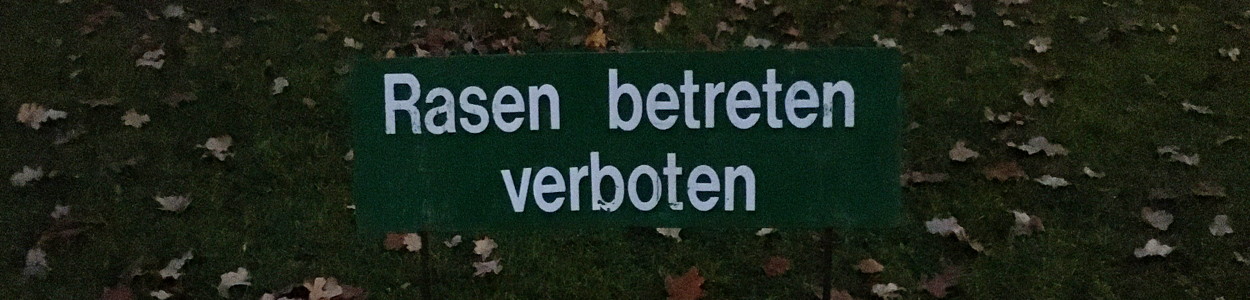 Rasen betreten
verboten